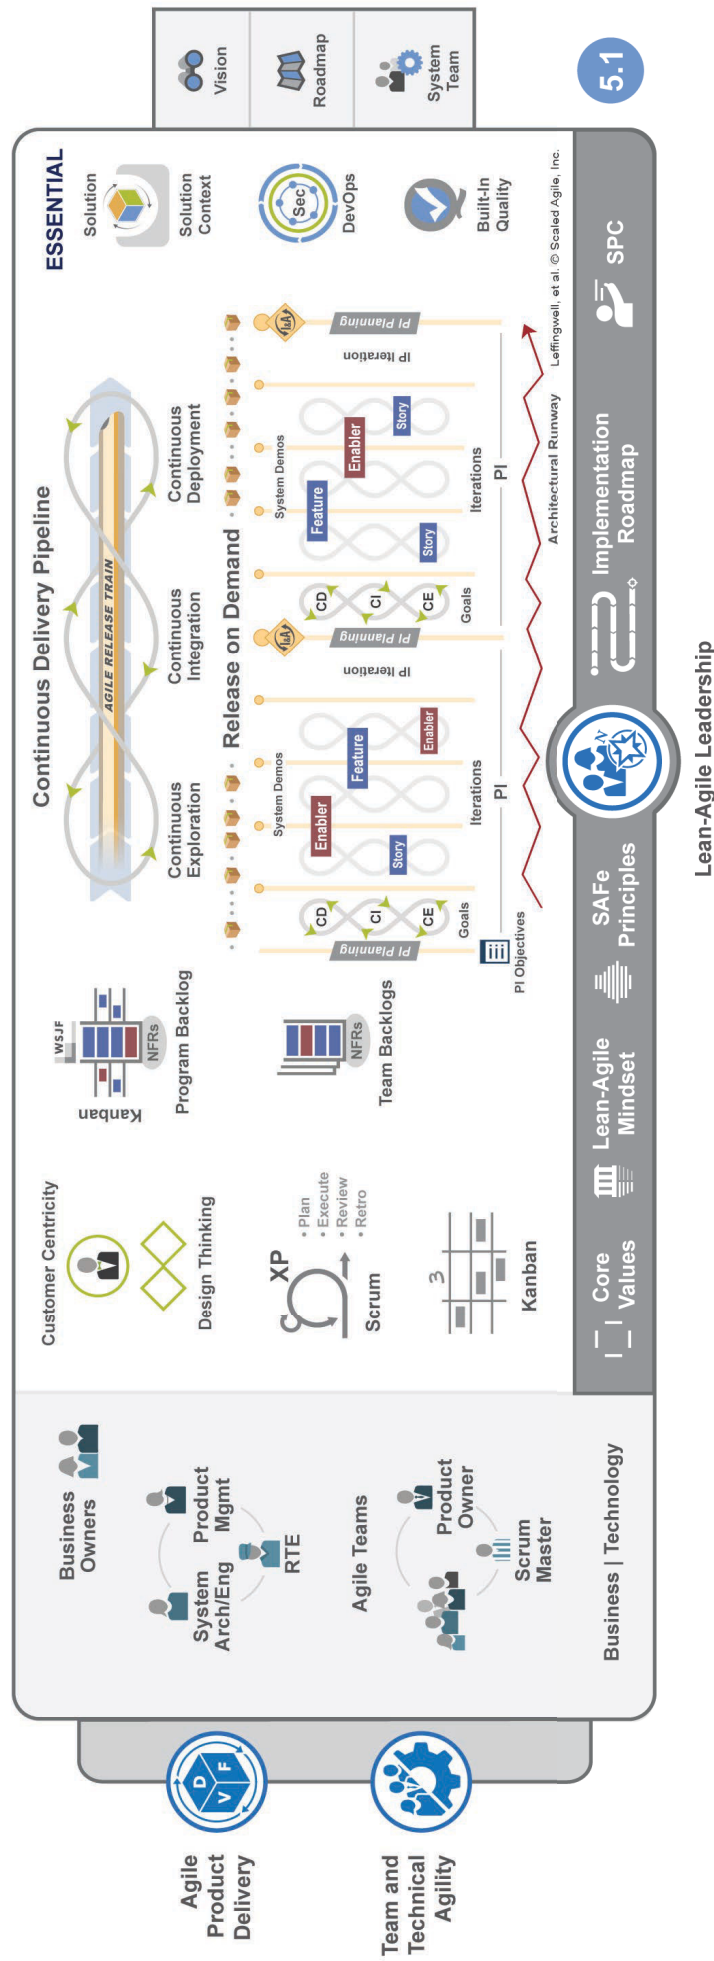 Agile
Product
Delivery
D
V
F
Team and
Technical
Agility
Business
Owners
System
Arch/Eng
Product
Mgmt
RTE
Agile Teams
Product
Owner
Scrum
Master
Business | Technology
Customer Centricity
Design Thinking
XP
Scrum
• Plan
• Execute
• Review
• Retro
3
Kanban
Kanban
WSJF
NFRs
Program Backlog
NFRs
Team Backlogs
Continuous Delivery Pipeline
AGILE RELEASE TRAIN
Continuous
Exploration
Continuous
Integration
Continuous
Deployment
Release on Demand
PI Planning
CD
CI
CE
Goals
System Demos
Enabler
Story
Feature
Enabler
Iterations
IP Iteration
PI
PI Objectives
I&A
PI Planning
CD
CI
CE
Goals
System Demos
Feature
Story
Enabler
Story
Iterations
IP Iteration
PI
I&A
PI Planning
Architectural Runway
ESSENTIAL
Solution
Solution
Context
Sec
DevOps
Built-In
Quality
Leffingwell, et al. © Scaled Agile, Inc.
Vision
Roadmap
System
Team
5.1
Core
Values
Lean-Agile
Mindset
SAFe
Principles
N
Implementation
Roadmap
SPC
Lean-Agile Leadership